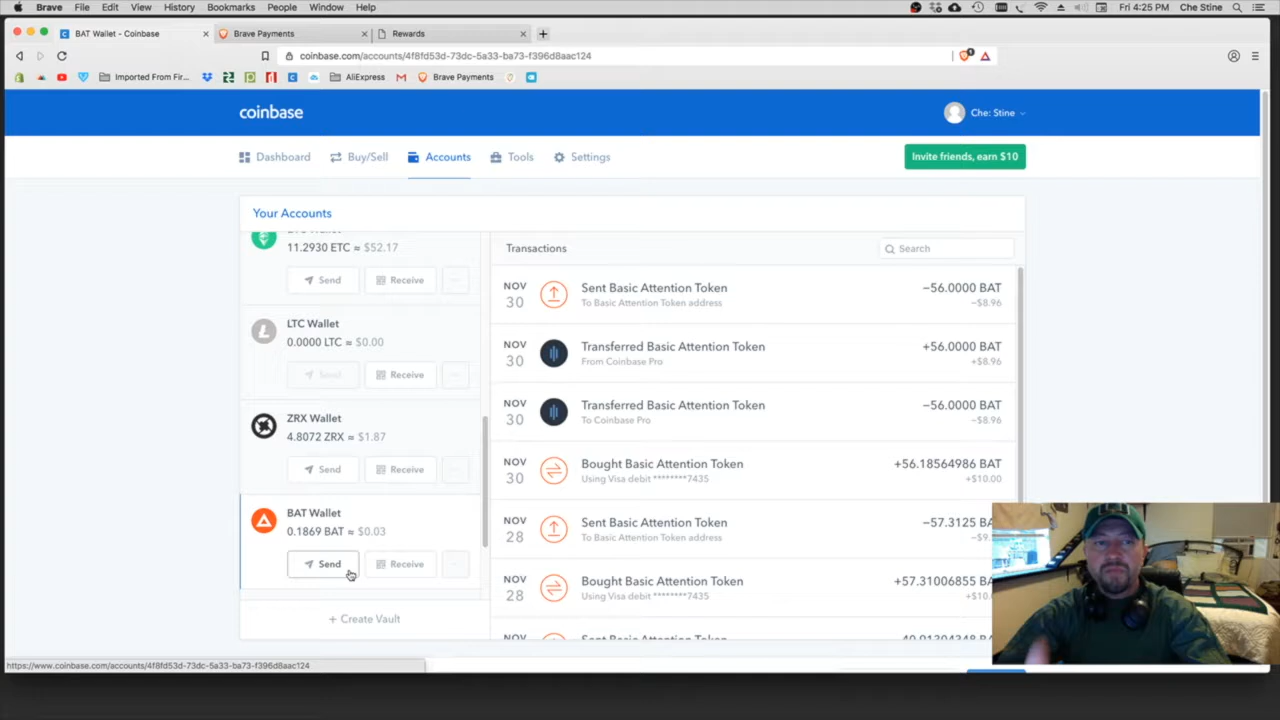 Brave File Edit View History Bookmarks People Window Help Fri 4:25 PM Che Stine
BAT Wallet - Coinbase Brave Payments Rewards
coinbase.com/accounts/4f8fd53d-73dc-5a33-ba73-f396d8aac124
Imported From Fir... AliExpress Brave Payments
coinbase Che: Stine
Dashboard Buy/Sell Accounts Tools Settings Invite friends, earn $10
Your Accounts
Transactions Search
11.2930 ETC ≈ $52.17
Send Receive
LTC Wallet
0.0000 LTC ≈ $0.00
Send Receive
ZRX Wallet
4.8072 ZRX ≈ $1.87
Send Receive
BAT Wallet
0.1869 BAT ≈ $0.03
Send Receive
+ Create Vault
NOV 30 Sent Basic Attention Token −56.0000 BAT
To Basic Attention Token address −$8.96
NOV 30 Transferred Basic Attention Token +56.0000 BAT
From Coinbase Pro +$8.96
NOV 30 Transferred Basic Attention Token −56.0000 BAT
To Coinbase Pro −$8.96
NOV 30 Bought Basic Attention Token +56.18564986 BAT
Using Visa debit ********7435 +$10.00
NOV 28 Sent Basic Attention Token −57.3125 BA
To Basic Attention Token address −$9.
NOV 28 Bought Basic Attention Token +57.31006855 BA
Using Visa debit ********7435 +$10.
https://www.coinbase.com/accounts/4f8fd53d-73dc-5a33-ba73-f396d8aac124